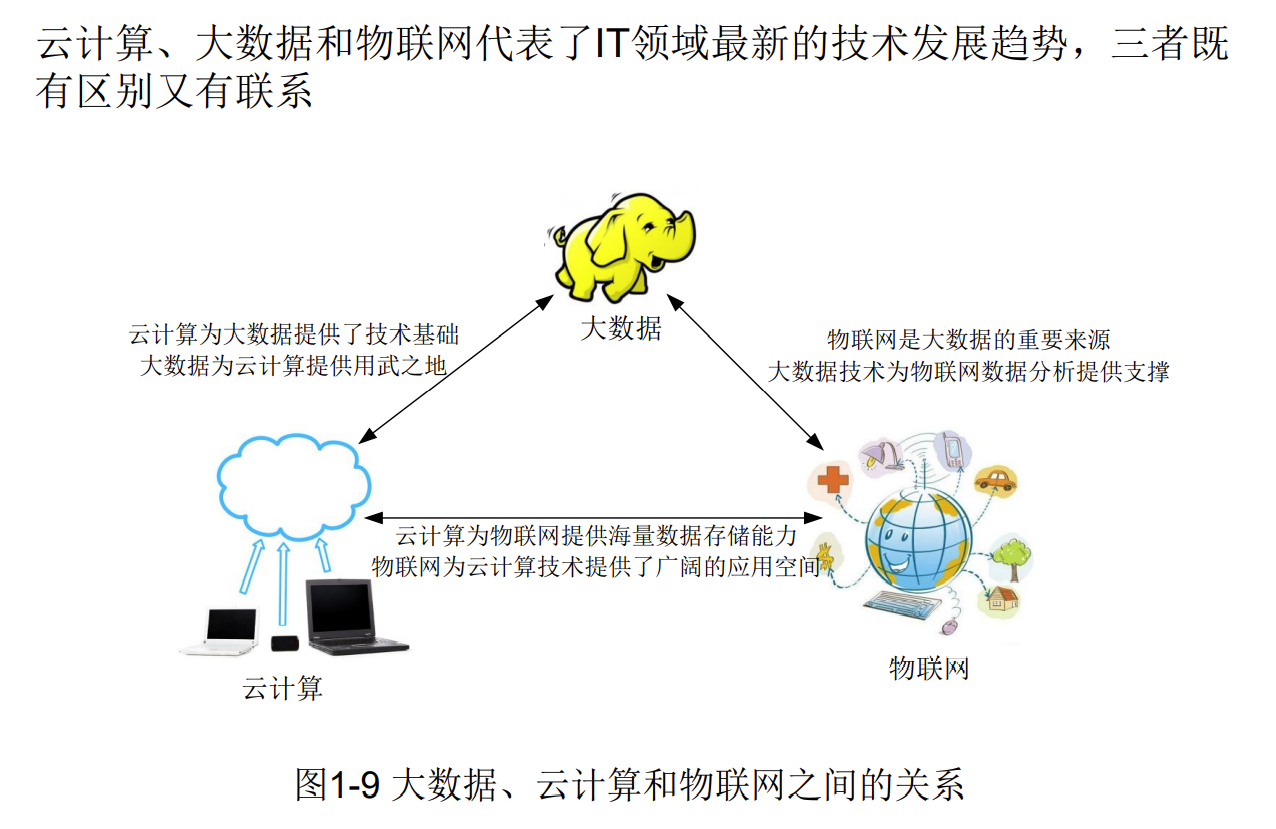 云计算、大数据和物联网代表了IT领域最新的技术发展趋势，三者既
有区别又有联系
大数据
云计算为大数据提供了技术基础
大数据为云计算提供用武之地
物联网是大数据的重要来源
大数据技术为物联网数据分析提供支撑
云计算为物联网提供海量数据存储能力
物联网为云计算技术提供了广阔的应用空间
云计算
物联网
图1-9 大数据、云计算和物联网之间的关系